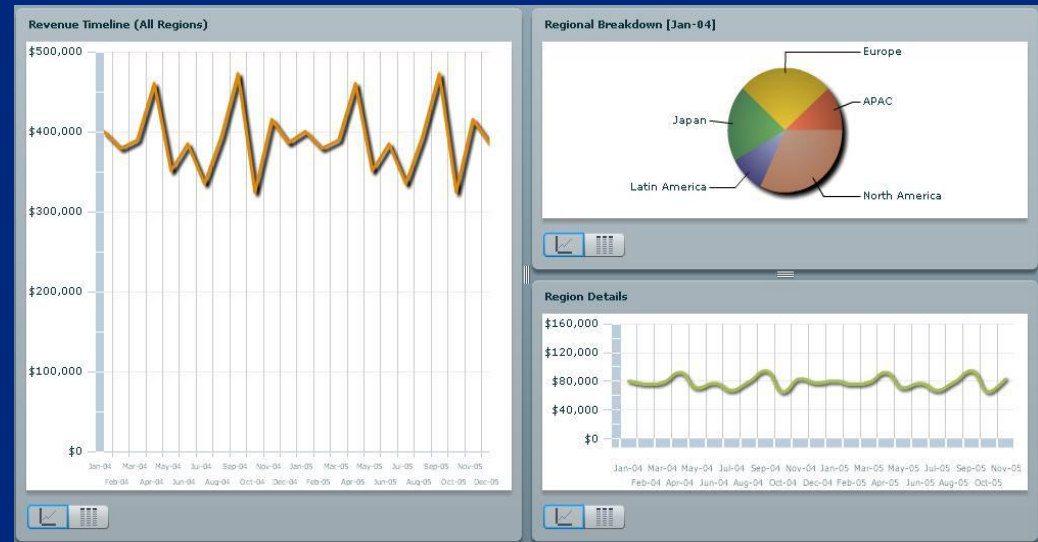 Revenue Timeline (All Regions)
$500,000
$400,000
$300,000
$200,000
$100,000
$0
Jan-04 Mar-04 May-04 Jul-04 Sep-04 Nov-04 Jan-05 Mar-05 May-05 Jul-05 Sep-05 Nov-05
Feb-04 Apr-04 Jun-04 Aug-04 Oct-04 Dec-04 Feb-05 Apr-05 Jun-05 Aug-05 Oct-05 Dec-05
Regional Breakdown [Jan-04]
Europe
APAC
Japan
Latin America
North America
Region Details
$160,000
$120,000
$80,000
$40,000
$0
Jan-04 Mar-04 May-04 Jul-04 Sep-04 Nov-04 Jan-05 Mar-05 May-05 Jul-05 Sep-05 Nov-05
Feb-04 Apr-04 Jun-04 Aug-04 Oct-04 Dec-04 Feb-05 Apr-05 Jun-05 Aug-05 Oct-05